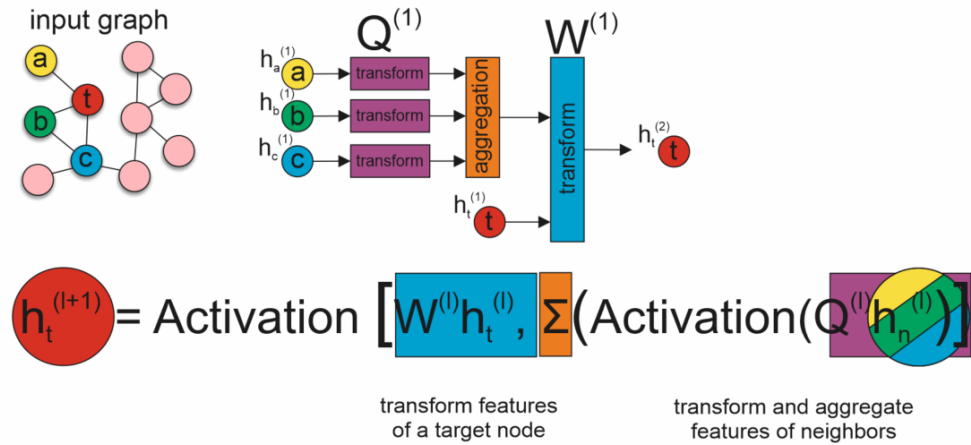 input graph
a
t
b
c
Q(1)
W(1)
ha(1) a transform
hb(1) b transform
hc(1) c transform
aggregation
transform
ht(1) t
ht(2) t
ht(l+1) = Activation [W(l)ht(l), Σ(Activation(Q(l)hn(l))]
transform features
of a target node
transform and aggregate
features of neighbors